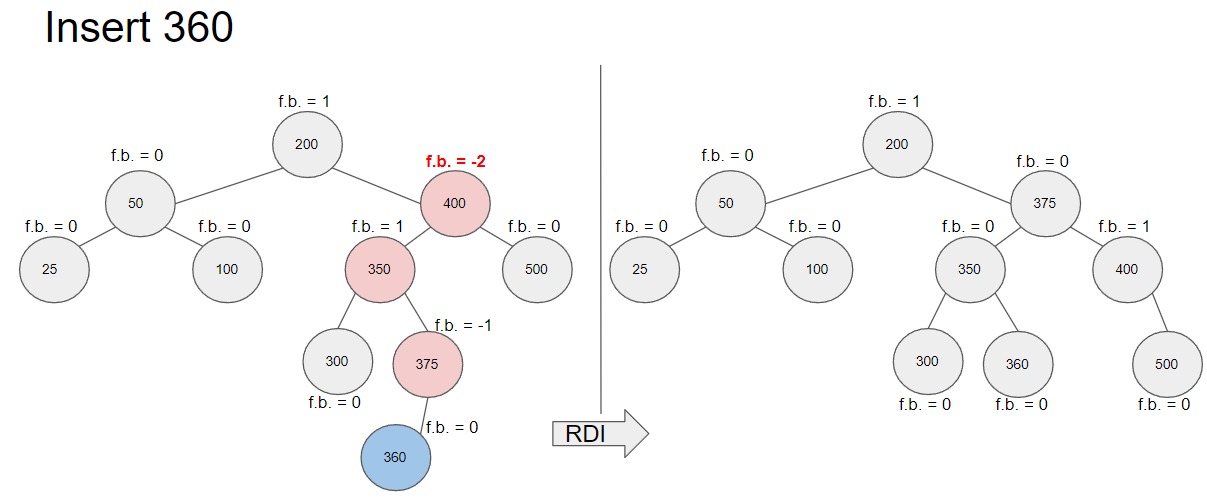 Insert 360
f.b. = 1
200
f.b. = 0
50
f.b. = -2
400
f.b. = 0
25
f.b. = 0
100
f.b. = 1
350
f.b. = 0
500
300
f.b. = 0
f.b. = -1
375
f.b. = 0
360
RDI
f.b. = 1
200
f.b. = 0
50
f.b. = 0
375
f.b. = 0
25
f.b. = 0
100
f.b. = 0
350
f.b. = 1
400
300
f.b. = 0
360
f.b. = 0
500
f.b. = 0